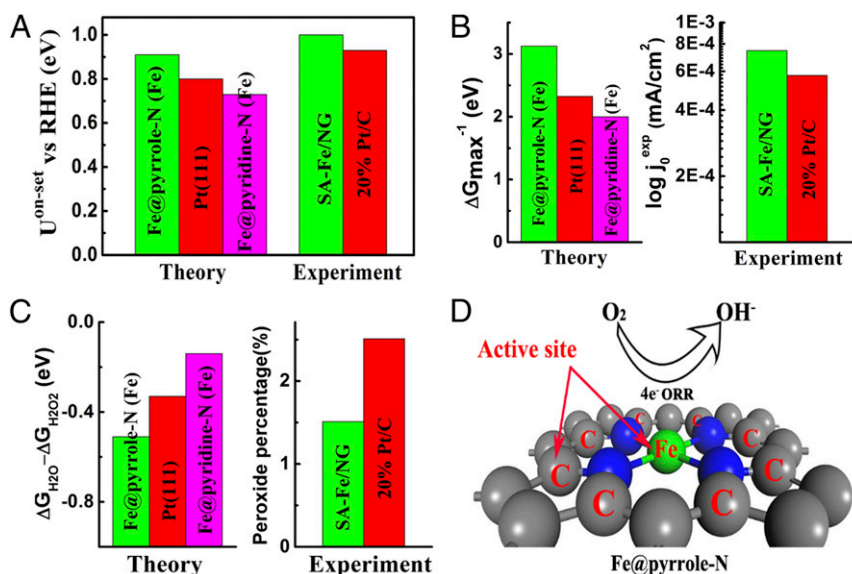 A
U^on-set vs RHE (eV)
1.0
0.8
0.6
0.4
0.2
0.0
Fe@pyrrole-N (Fe)
Pt(111)
Fe@pyridine-N (Fe)
SA-Fe/NG
20% Pt/C
Theory
Experiment
B
ΔGmax⁻¹ (eV)
3
2
1
0
Fe@pyrrole-N (Fe)
Pt(111)
Fe@pyridine-N (Fe)
Theory
log j₀^exp (mA/cm²)
1E-3
8E-4
6E-4
4E-4
2E-4
SA-Fe/NG
20% Pt/C
Experiment
C
ΔG_H2O−ΔG_H2O2 (eV)
-0.0
-0.4
-0.8
Fe@pyrrole-N (Fe)
Pt(111)
Fe@pyridine-N (Fe)
Theory
Peroxide percentage(%)
2
1
0
SA-Fe/NG
20% Pt/C
Experiment
D
O₂
OH⁻
Active site
4e⁻ ORR
C
C
C
C
Fe
C
C
C
C
Fe@pyrrole-N